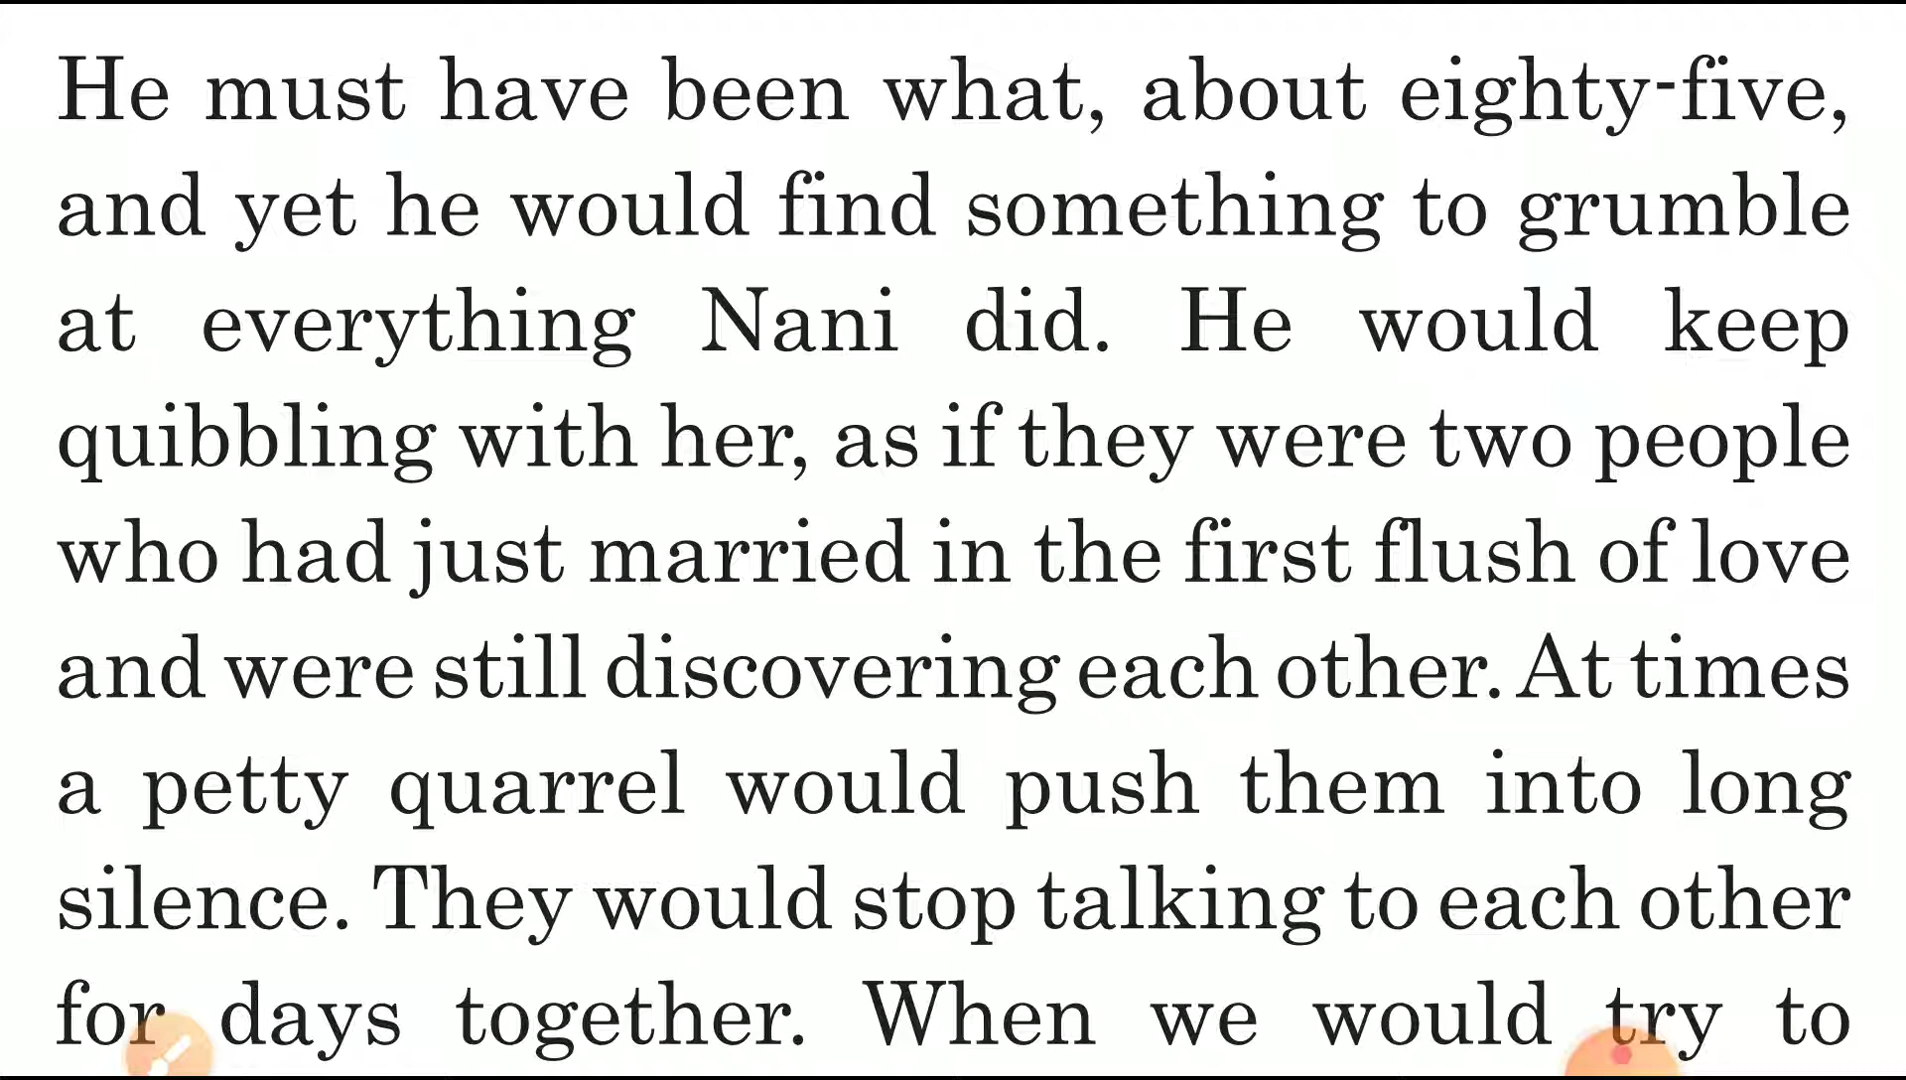 He must have been what, about eighty-five,
and yet he would find something to grumble
at everything Nani did. He would keep
quibbling with her, as if they were two people
who had just married in the first flush of love
and were still discovering each other. At times
a petty quarrel would push them into long
silence. They would stop talking to each other
for days together. When we would try to